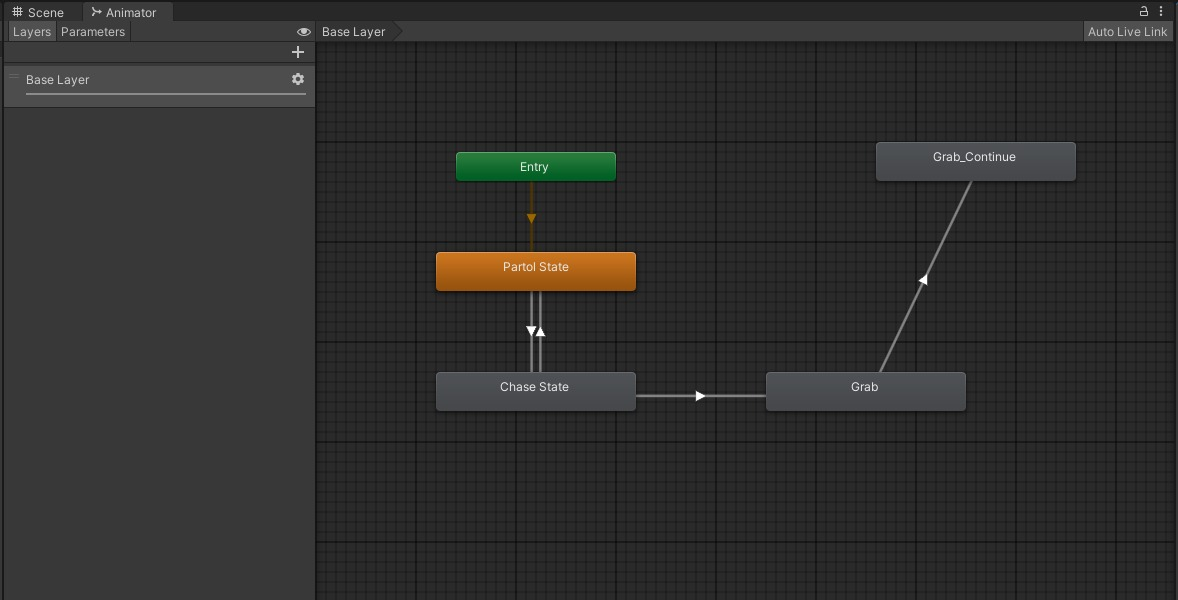 Scene
Animator
Layers
Parameters
Base Layer
Auto Live Link
Base Layer
Entry
Grab_Continue
Partol State
Chase State
Grab